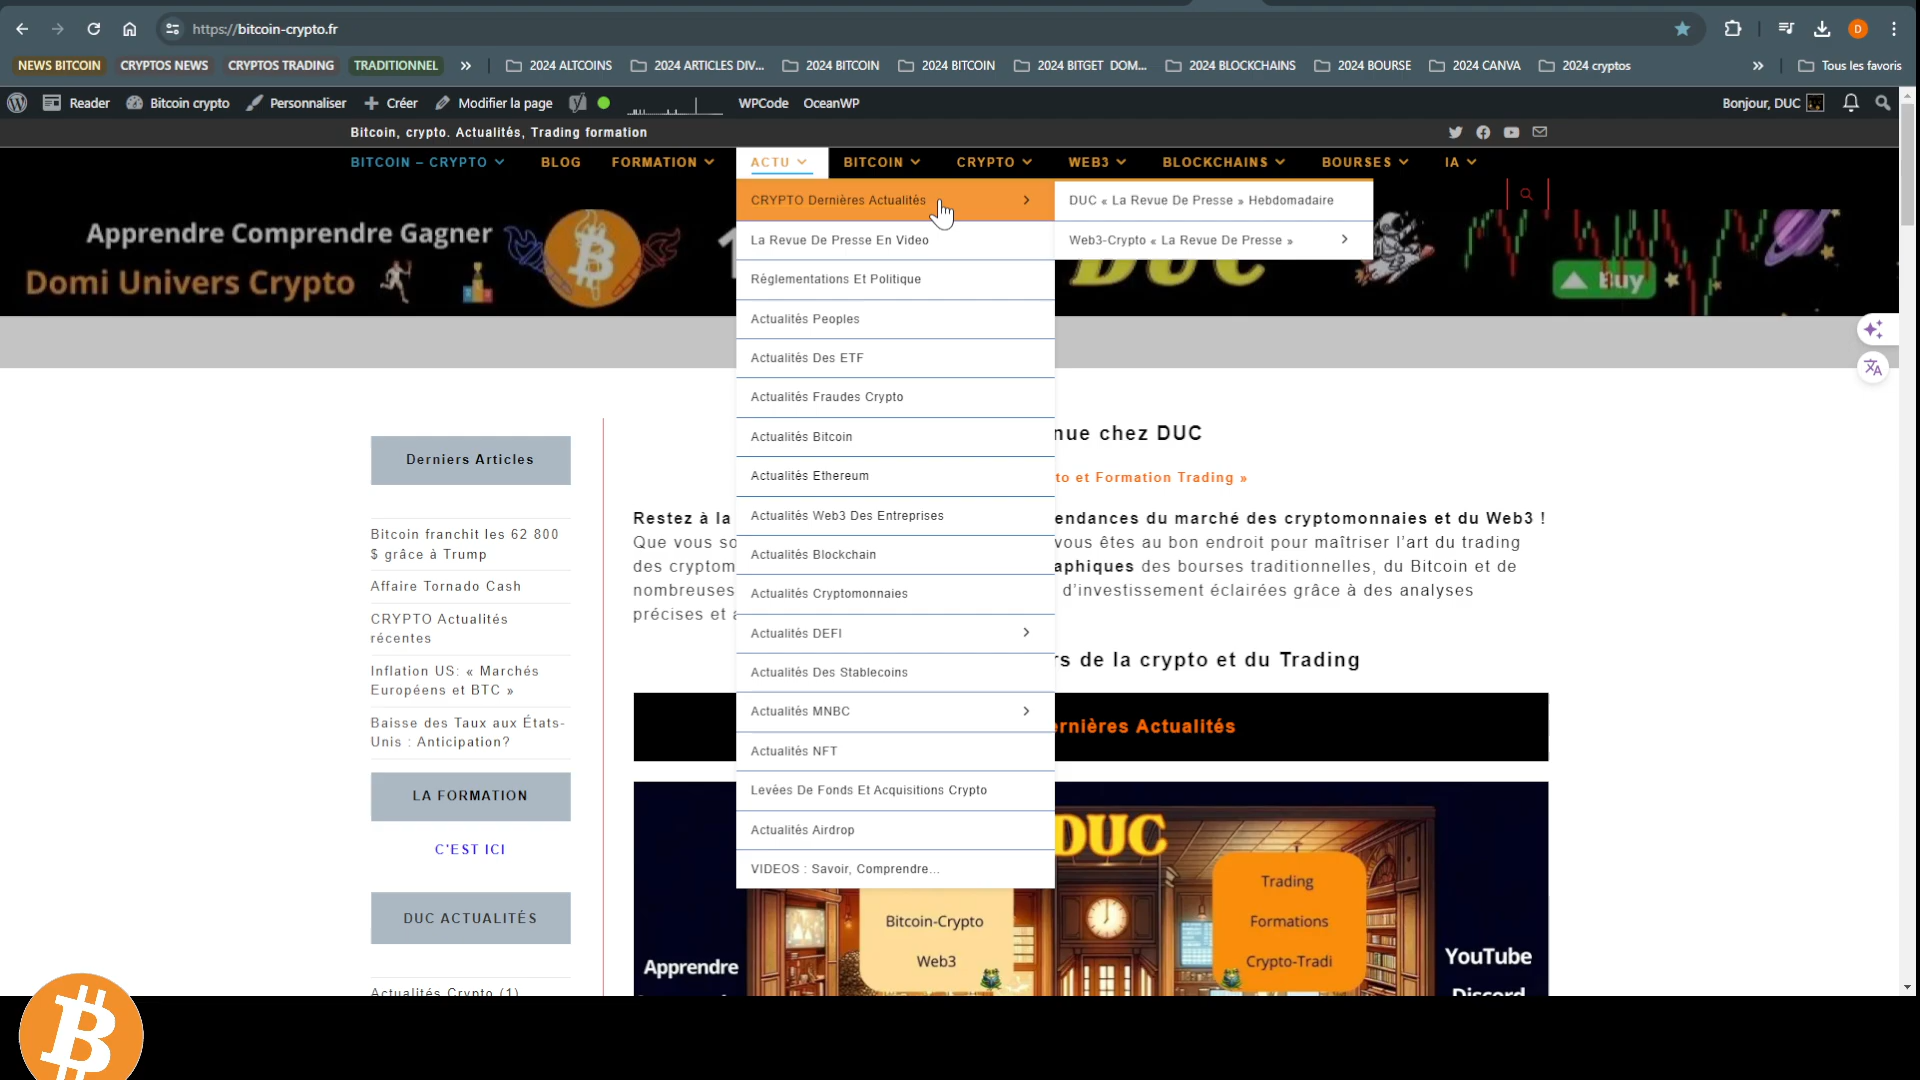 https://bitcoin-crypto.fr
NEWS BITCOIN CRYPTOS NEWS CRYPTOS TRADING TRADITIONNEL » 2024 ALTCOINS 2024 ARTICLES DIV... 2024 BITCOIN 2024 BITCOIN 2024 BITGET DOM... 2024 BLOCKCHAINS 2024 BOURSE 2024 CANVA 2024 cryptos » Tous les favoris
Reader Bitcoin crypto Personnaliser Créer Modifier la page WPCode OceanWP Bonjour, DUC
Bitcoin, crypto. Actualités, Trading formation
BITCOIN – CRYPTO BLOG FORMATION ACTU BITCOIN CRYPTO WEB3 BLOCKCHAINS BOURSES IA
CRYPTO Dernières Actualités
DUC « La Revue De Presse » Hebdomadaire
La Revue De Presse En Video
Web3-Crypto « La Revue De Presse »
Réglementations Et Politique
Actualités Peoples
Actualités Des ETF
Actualités Fraudes Crypto
Actualités Bitcoin
Actualités Ethereum
Actualités Web3 Des Entreprises
Actualités Blockchain
Actualités Cryptomonnaies
Actualités DEFI
Actualités Des Stablecoins
Actualités MNBC
Actualités NFT
Levées De Fonds Et Acquisitions Crypto
Actualités Airdrop
VIDEOS : Savoir, Comprendre...
Apprendre Comprendre Gagner
Domi Univers Crypto
DUC
Buy
Derniers Articles
Bitcoin franchit les 62 800
$ grâce à Trump
Affaire Tornado Cash
CRYPTO Actualités
récentes
Inflation US: « Marchés
Européens et BTC »
Baisse des Taux aux États-
Unis : Anticipation?
LA FORMATION
C'EST ICI
DUC ACTUALITÉS
Actualités Crypto (1)
nue chez DUC
to et Formation Trading »
Restez à la endances du marché des cryptomonnaies et du Web3 !
Que vous so vous êtes au bon endroit pour maîtriser l'art du trading
des cryptom aphiques des bourses traditionnelles, du Bitcoin et de
nombreuses d'investissement éclairées grâce à des analyses
précises et a
rs de la crypto et du Trading
ernières Actualités
DUC
Bitcoin-Crypto
Web3
Trading
Formations
Crypto-Tradi
Apprendre
YouTube
Discord